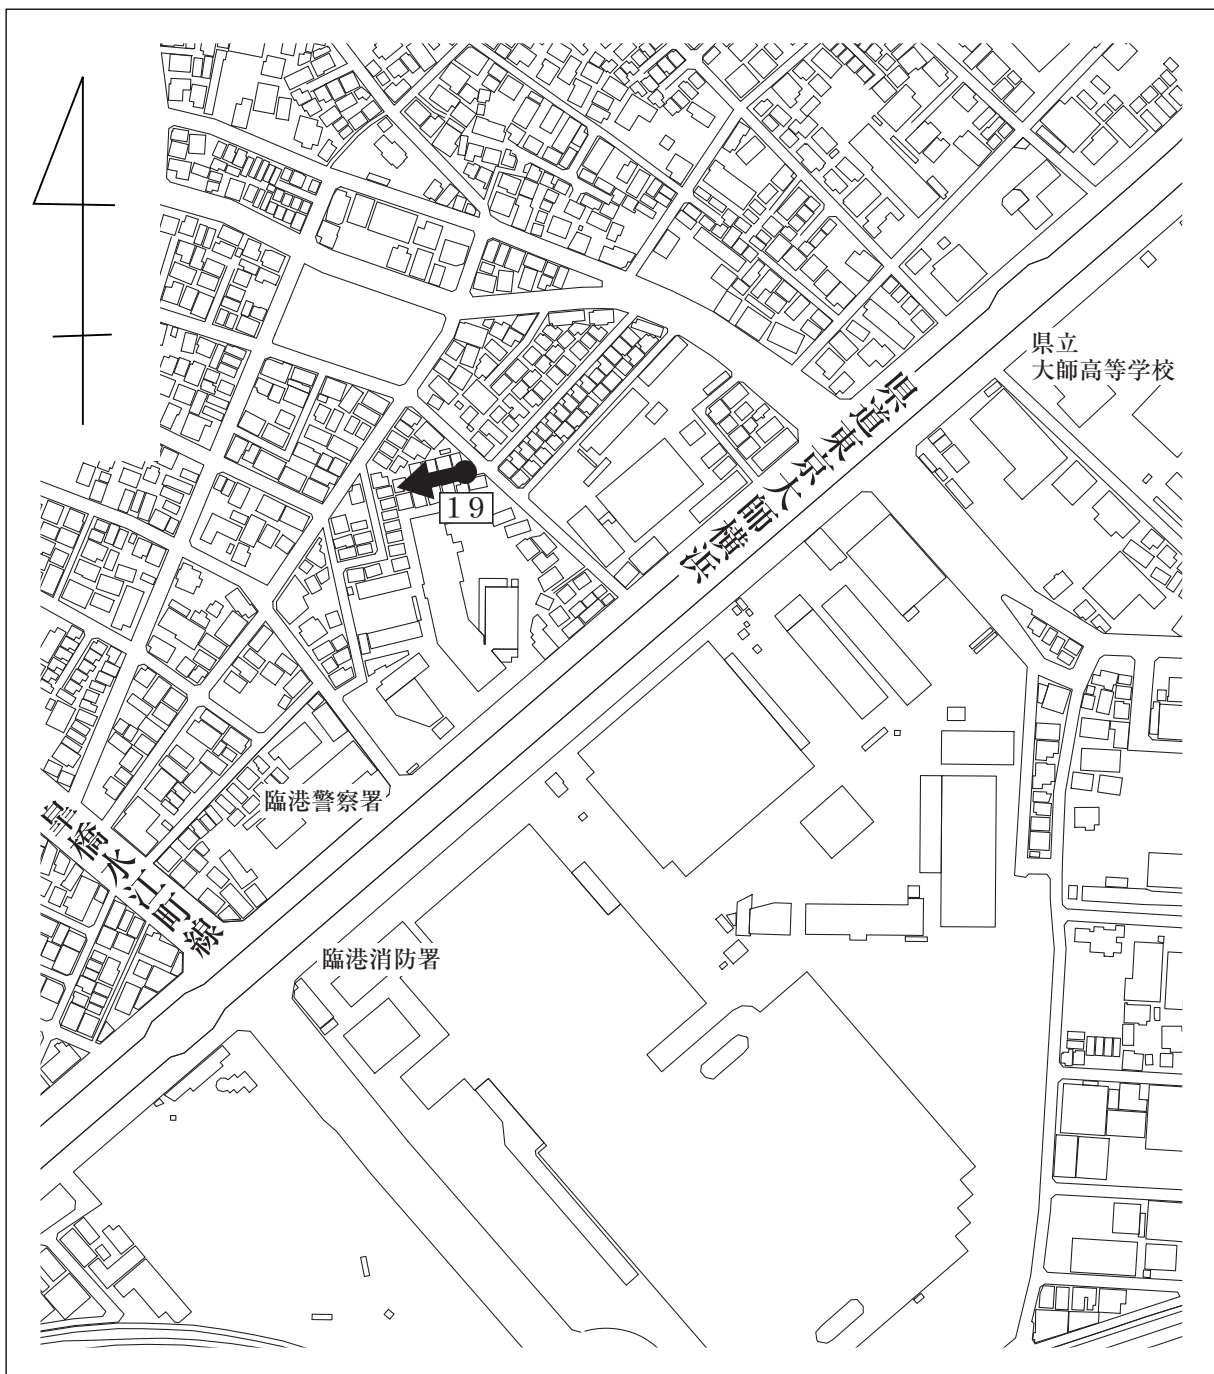 県立
大師高等学校
県道東京大師横浜
19
臨港警察署
皐橋水江町線
臨港消防署